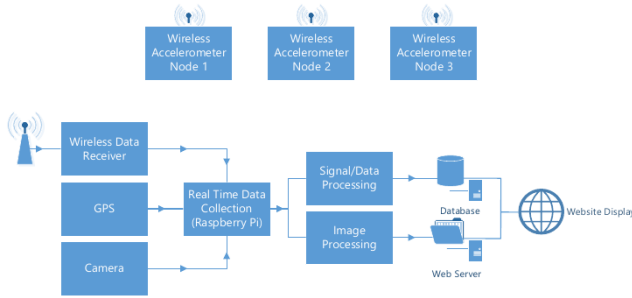 Wireless
Accelerometer
Node 1
Wireless
Accelerometer
Node 2
Wireless
Accelerometer
Node 3
Wireless Data
Receiver
GPS
Camera
Real Time Data
Collection
(Raspberry Pi)
Signal/Data
Processing
Image
Processing
Database
Web Server
Website Display